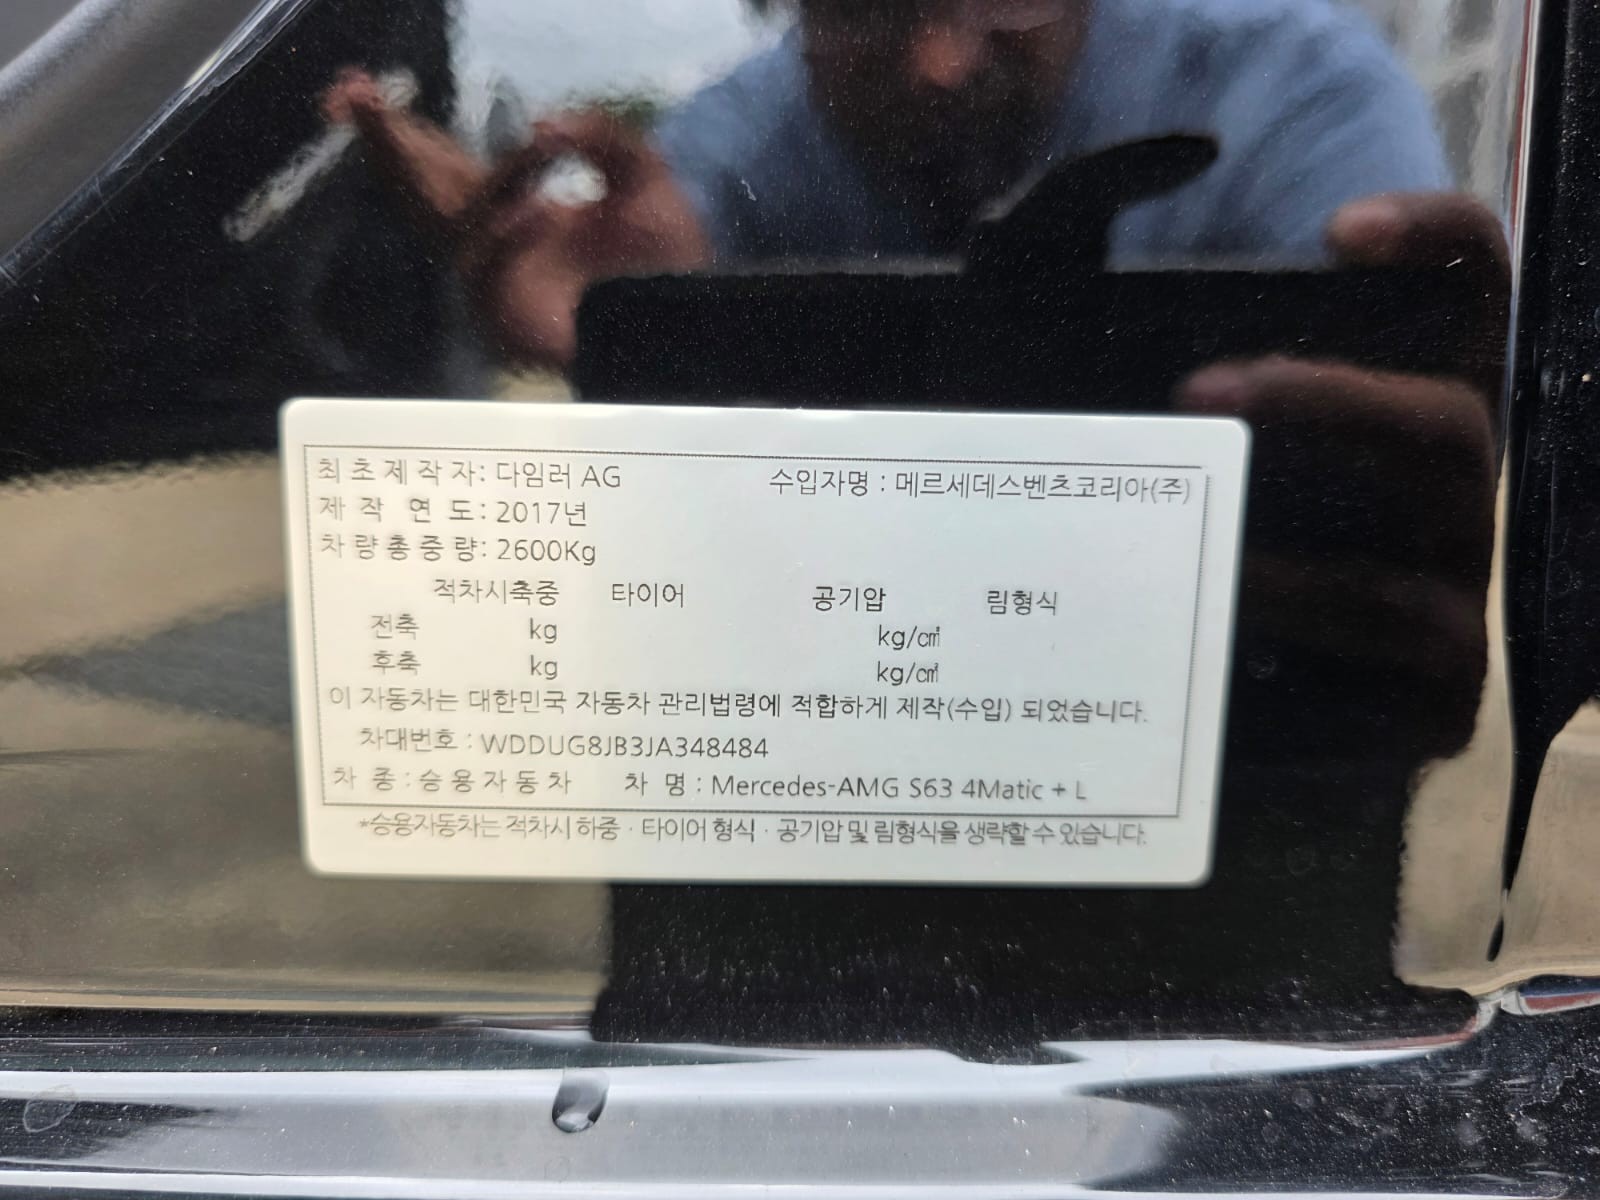 최초제작자: 다임러 AG 수입자명 : 메르세데스벤츠코리아(주)
제 작 연 도: 2017년
차량총중량: 2600Kg
적차시축중 타이어 공기압 림형식
전축 kg kg/㎠
후축 kg kg/㎠
이 자동차는 대한민국 자동차 관리법령에 적합하게 제작(수입) 되었습니다.
차대번호 : WDDUG8JB3JA348484
차 종 : 승용자동차 차 명 : Mercedes-AMG S63 4Matic + L
*승용자동차는 적차시 하중 · 타이어 형식 · 공기압 및 림형식을 생략할 수 있습니다.